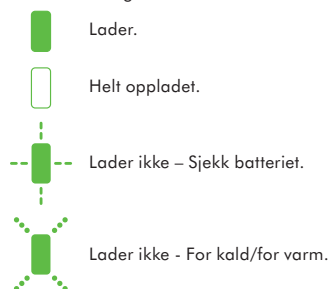 Lader.
Helt oppladet.
Lader ikke – Sjekk batteriet.
Lader ikke - For kald/for varm.